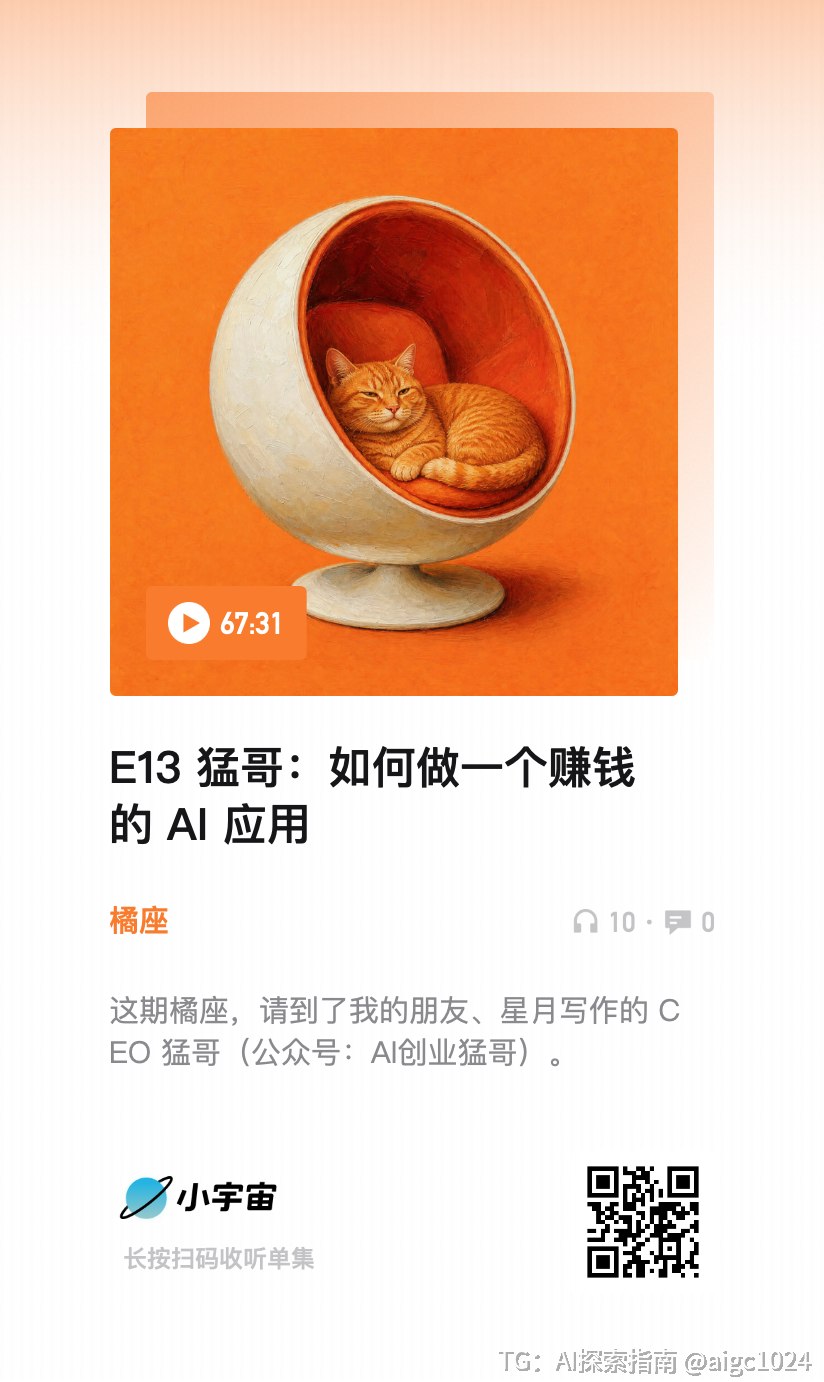 67:31
E13 猛哥：如何做一个赚钱
的 AI 应用
橘座
10 · 0
这期橘座，请到了我的朋友、星月写作的 C
EO 猛哥（公众号：AI创业猛哥）。
小宇宙
长按扫码收听单集
TG：AI探索指南 @aigc1024